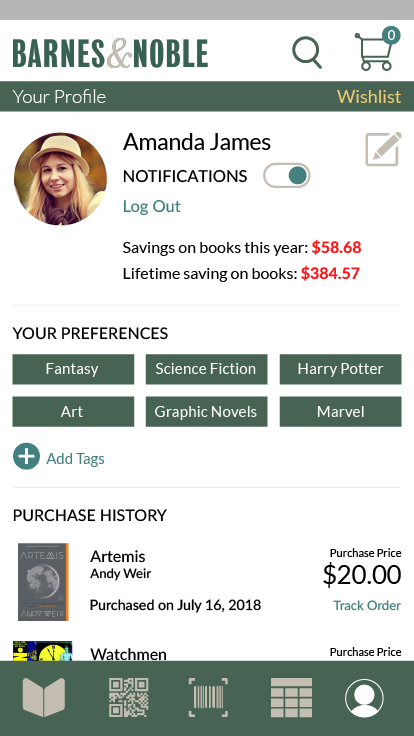 0
BARNES&NOBLE
Your Profile
Wishlist
Amanda James
NOTIFICATIONS
Log Out
Savings on books this year: $58.68
Lifetime saving on books: $384.57
YOUR PREFERENCES
Fantasy
Science Fiction
Harry Potter
Art
Graphic Novels
Marvel
Add Tags
PURCHASE HISTORY
ARTEMIS
ANDY WEIR
Artemis
Andy Weir
Purchased on July 16, 2018
Purchase Price
$20.00
Track Order
Watchmen
Purchase Price